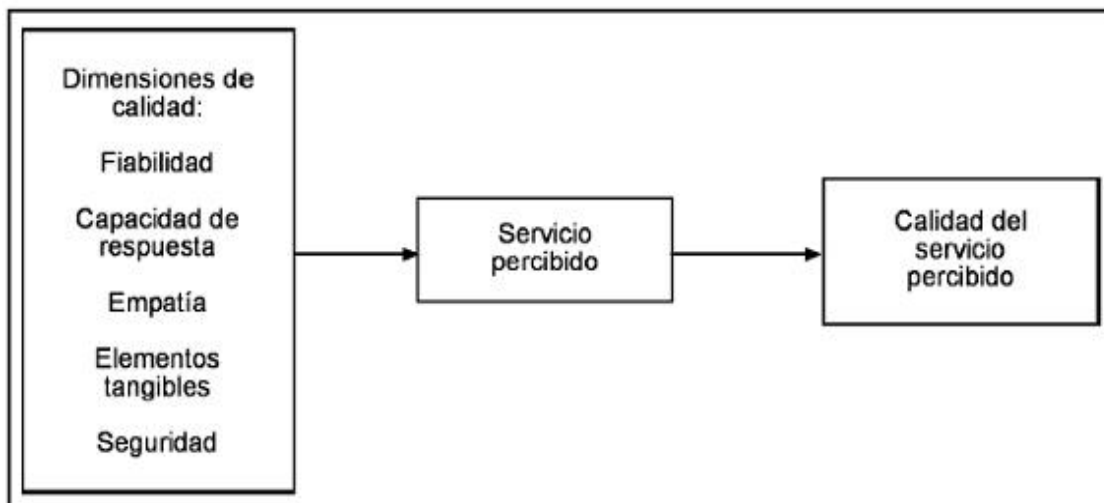 Dimensiones de
calidad:
Fiabilidad
Capacidad de
respuesta
Empatía
Elementos
tangibles
Seguridad
Servicio
percibido
Calidad del
servicio
percibido